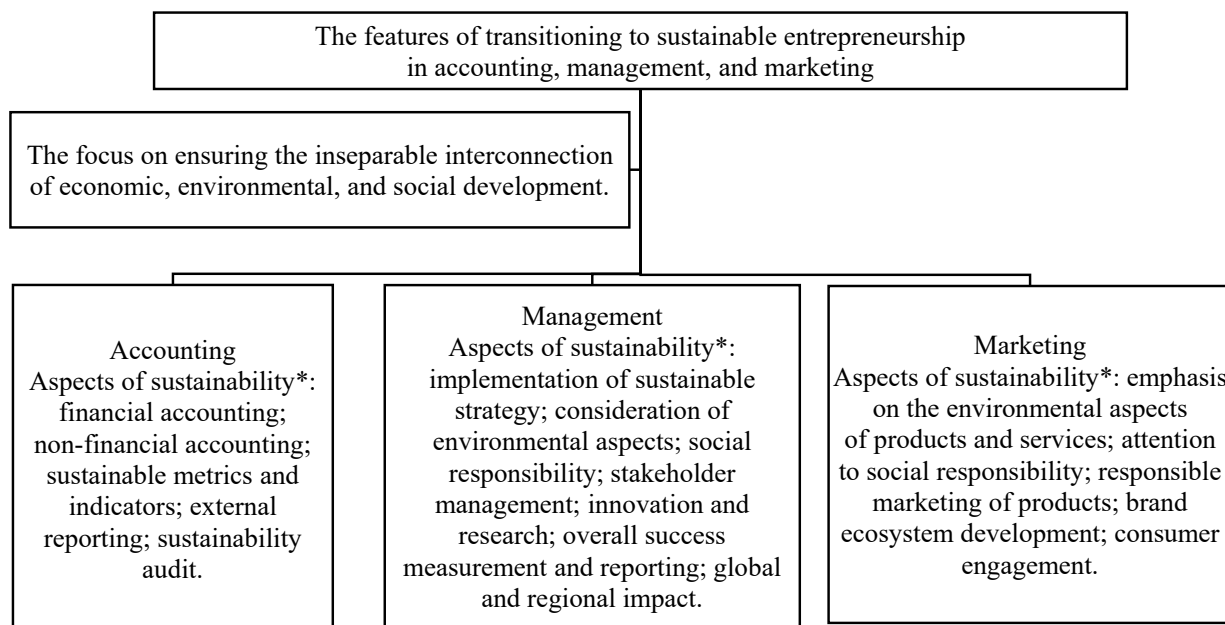 The features of transitioning to sustainable entrepreneurship
in accounting, management, and marketing
The focus on ensuring the inseparable interconnection
of economic, environmental, and social development.
Accounting
Aspects of sustainability*:
financial accounting;
non-financial accounting;
sustainable metrics and
indicators; external
reporting; sustainability
audit.
Management
Aspects of sustainability*:
implementation of sustainable
strategy; consideration of
environmental aspects; social
responsibility; stakeholder
management; innovation and
research; overall success
measurement and reporting; global
and regional impact.
Marketing
Aspects of sustainability*: emphasis
on the environmental aspects
of products and services; attention
to social responsibility; responsible
marketing of products; brand
ecosystem development; consumer
engagement.